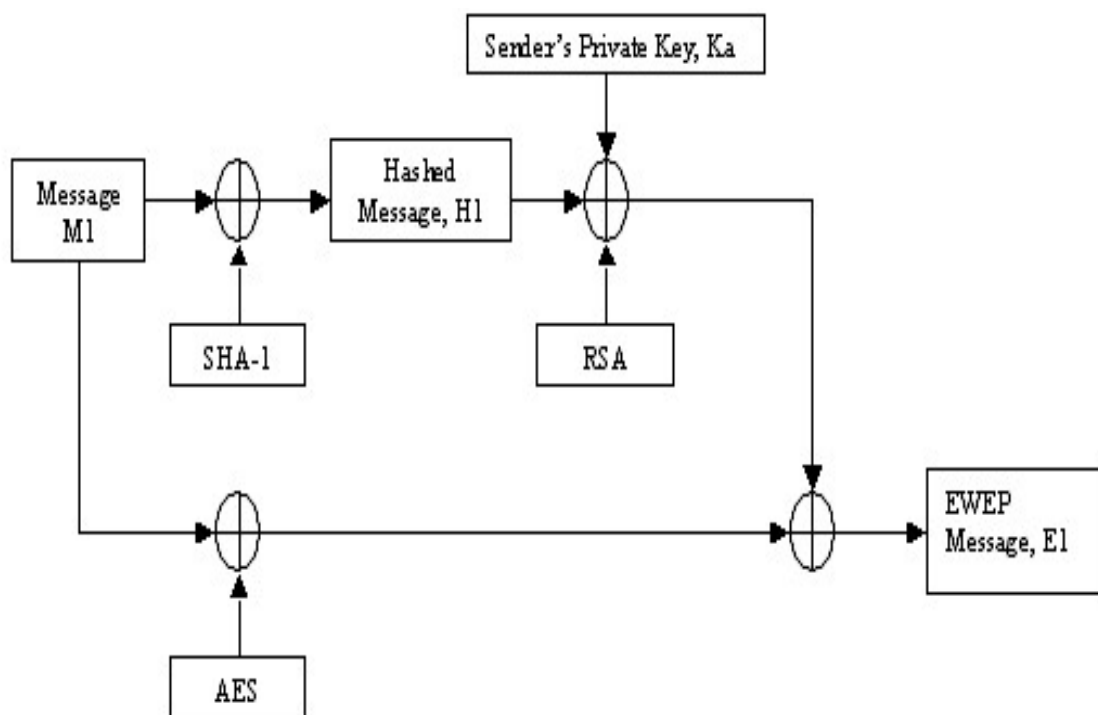 Sender's Private Key, Ka
Message
M1
Hashed
Message, H1
SHA-1
RSA
EWEP
Message, E1
AES